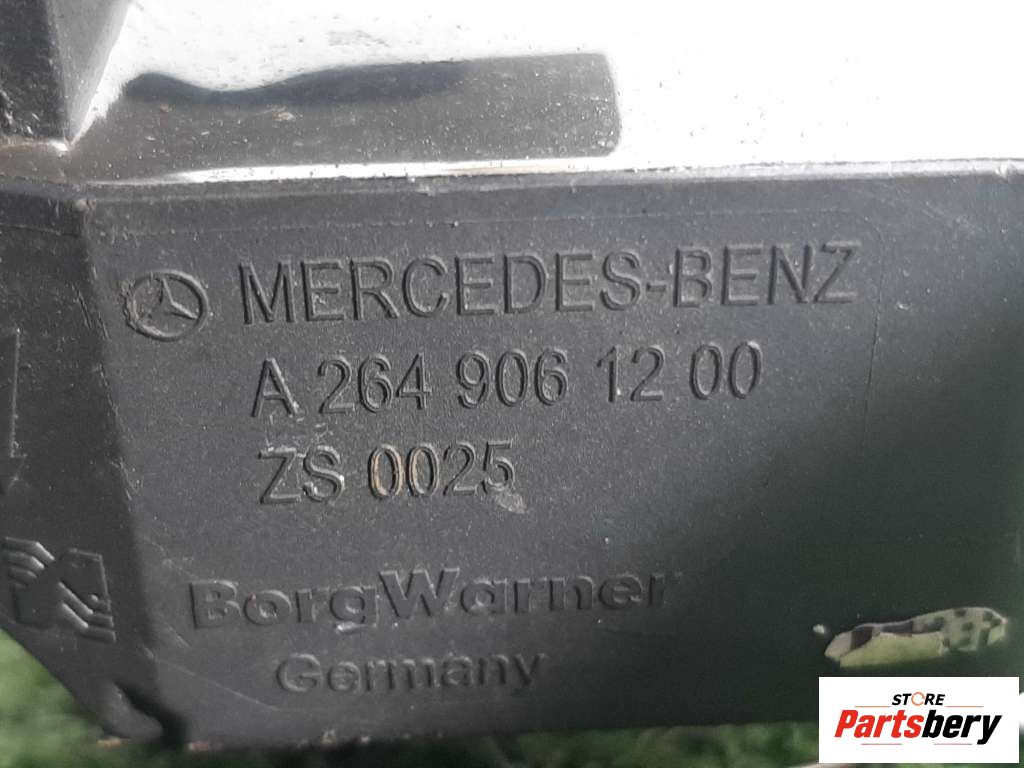 MERCEDES-BENZ
A 264 906 12 00
ZS 0025
BorgWarner
Germany
STORE
Partsbery